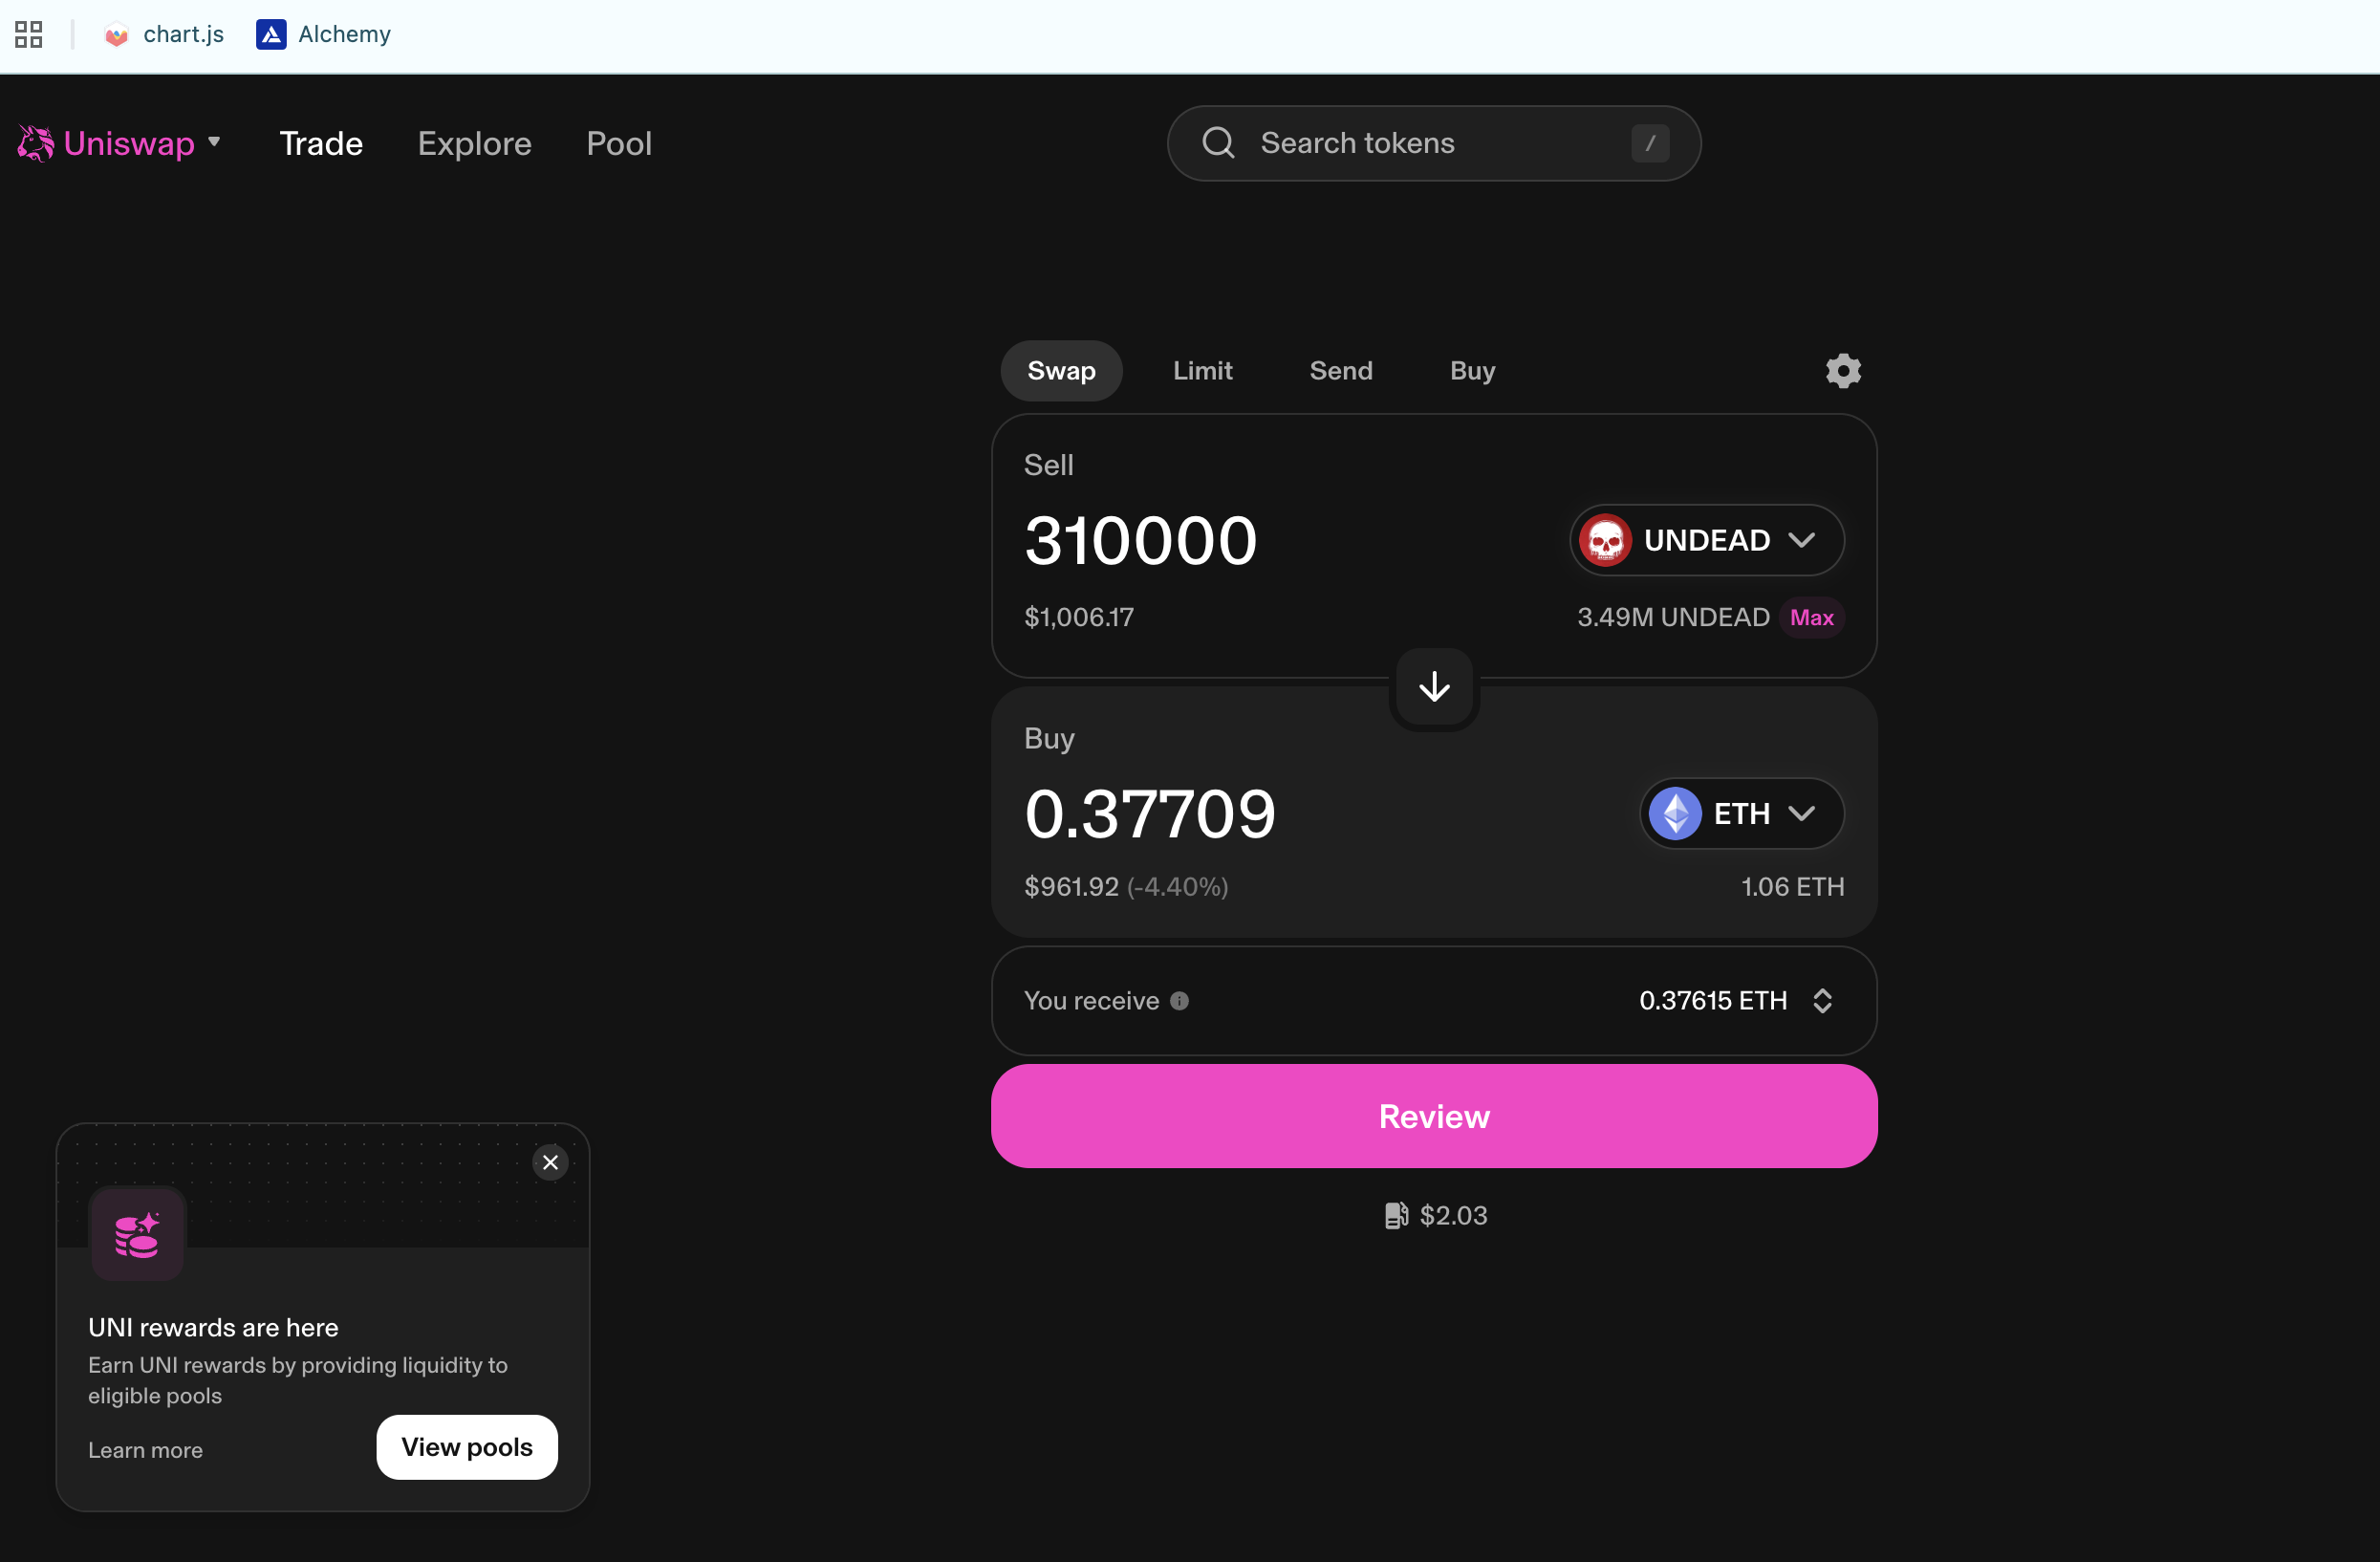 chart.js Alchemy
Uniswap Trade Explore Pool Search tokens /
Swap Limit Send Buy
Sell
310000 UNDEAD
$1,006.17 3.49M UNDEAD Max
Buy
0.37709 ETH
$961.92 (-4.40%) 1.06 ETH
You receive 0.37615 ETH
Review
$2.03
UNI rewards are here
Earn UNI rewards by providing liquidity to
eligible pools
Learn more View pools